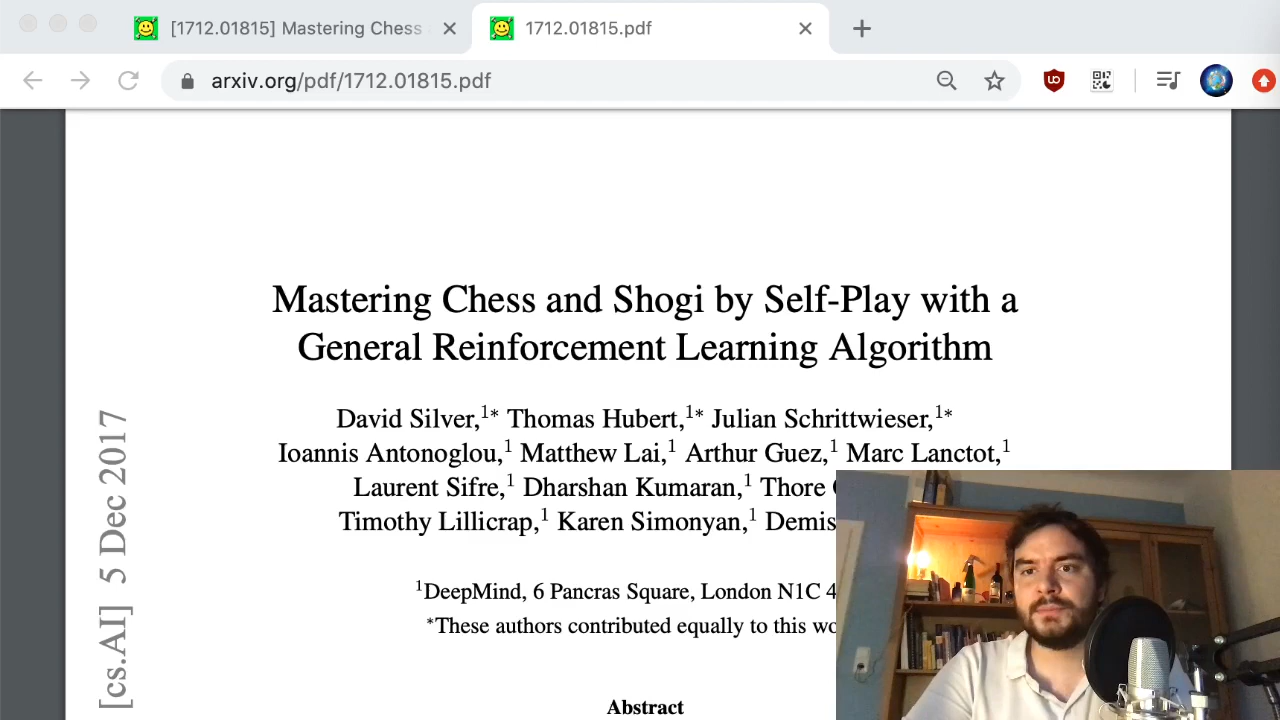 [1712.01815] Mastering Chess
1712.01815.pdf
arxiv.org/pdf/1712.01815.pdf
Mastering Chess and Shogi by Self-Play with a
General Reinforcement Learning Algorithm
David Silver,1* Thomas Hubert,1* Julian Schrittwieser,1*
Ioannis Antonoglou,1 Matthew Lai,1 Arthur Guez,1 Marc Lanctot,1
Laurent Sifre,1 Dharshan Kumaran,1 Thore
Timothy Lillicrap,1 Karen Simonyan,1 Demis
1DeepMind, 6 Pancras Square, London N1C 4
*These authors contributed equally to this
Abstract
[cs.AI] 5 Dec 2017